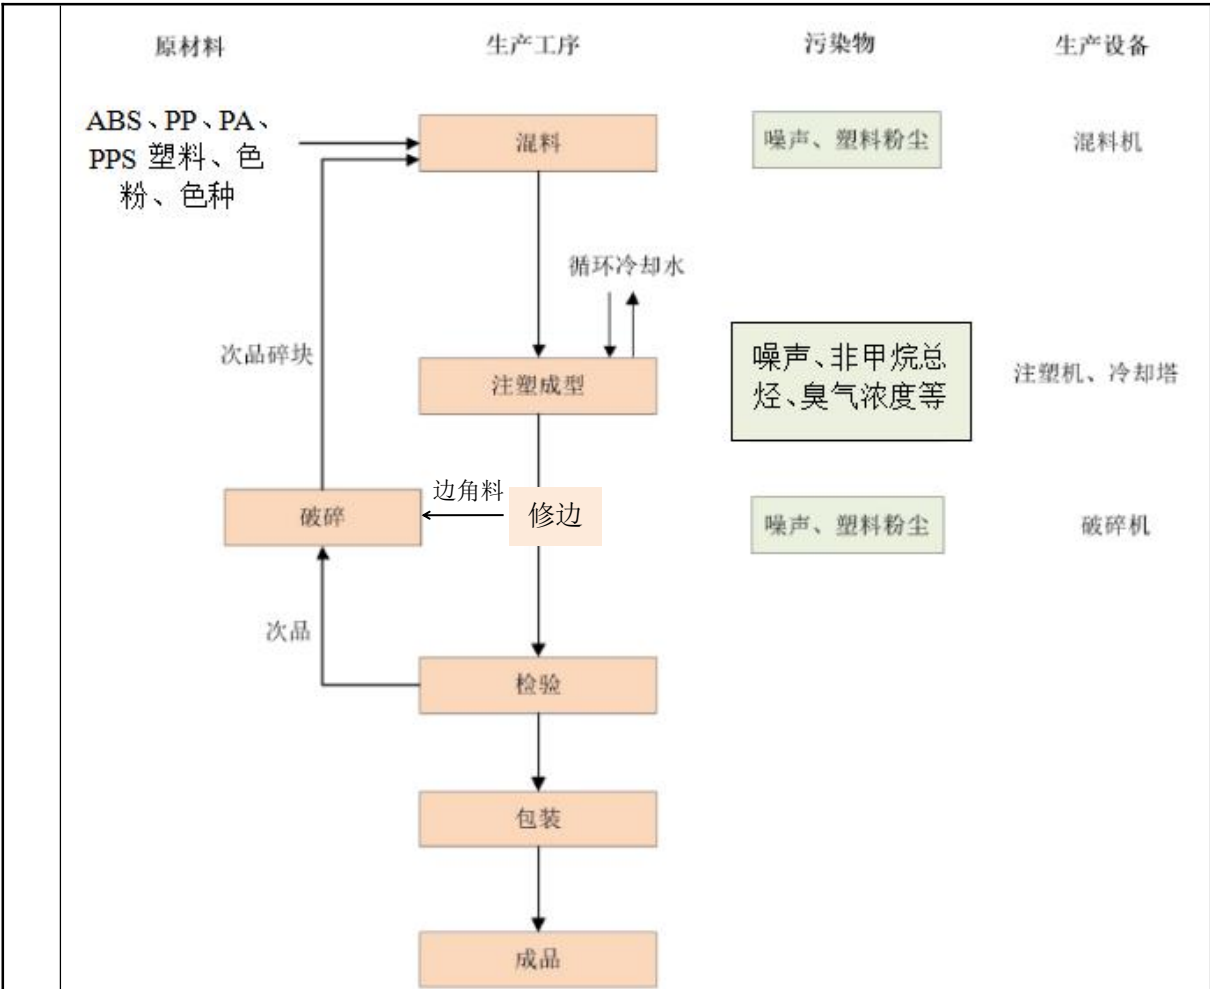 原材料
生产工序
污染物
生产设备
ABS、PP、PA、
PPS 塑料、色
粉、色种
混料
噪声、塑料粉尘
混料机
循环冷却水
次品碎块
注塑成型
噪声、非甲烷总
烃、臭气浓度等
注塑机、冷却塔
边角料
破碎
修边
噪声、塑料粉尘
破碎机
次品
检验
包装
成品